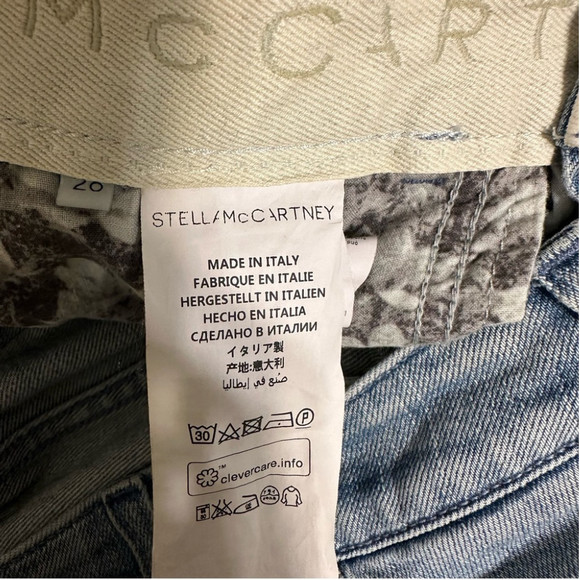 McCART
26
STELLAMcCARTNEY
MADE IN ITALY
FABRIQUE EN ITALIE
HERGESTELLT IN ITALIEN
HECHO EN ITALIA
СДЕЛАНО В ИТАЛИИ
イタリア製
产地:意大利
صنع في إيطاليا
30 P
™ clevercare.info